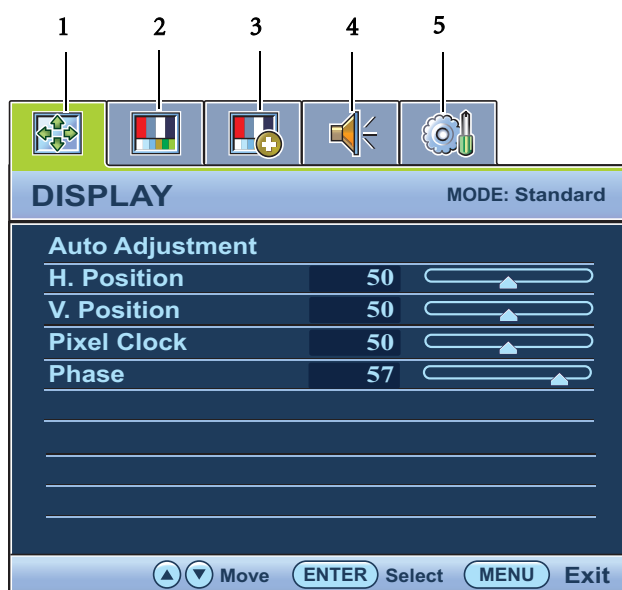 1 2 3 4 5
DISPLAY MODE: Standard
Auto Adjustment
H. Position 50
V. Position 50
Pixel Clock 50
Phase 57
Move ENTER Select MENU Exit